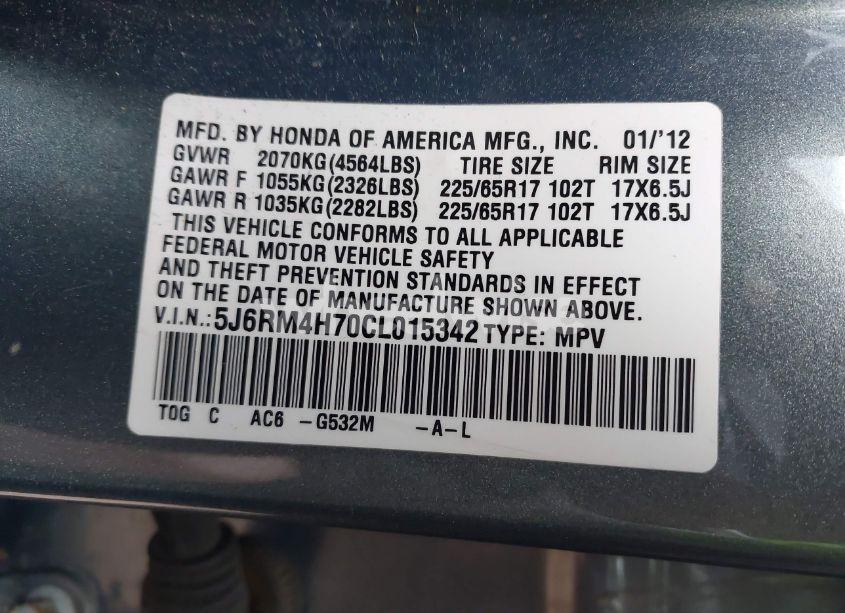 MFD. BY HONDA OF AMERICA MFG., INC. 01/'12
GVWR 2070KG(4564LBS) TIRE SIZE RIM SIZE
GAWR F 1055KG(2326LBS) 225/65R17 102T 17X6.5J
GAWR R 1035KG(2282LBS) 225/65R17 102T 17X6.5J
THIS VEHICLE CONFORMS TO ALL APPLICABLE
FEDERAL MOTOR VEHICLE SAFETY
AND THEFT PREVENTION STANDARDS IN EFFECT
ON THE DATE OF MANUFACTURE SHOWN ABOVE.
V.I.N.: 5J6RM4H70CL015342 TYPE: MPV
TOG C AC6 -G532M -A-L